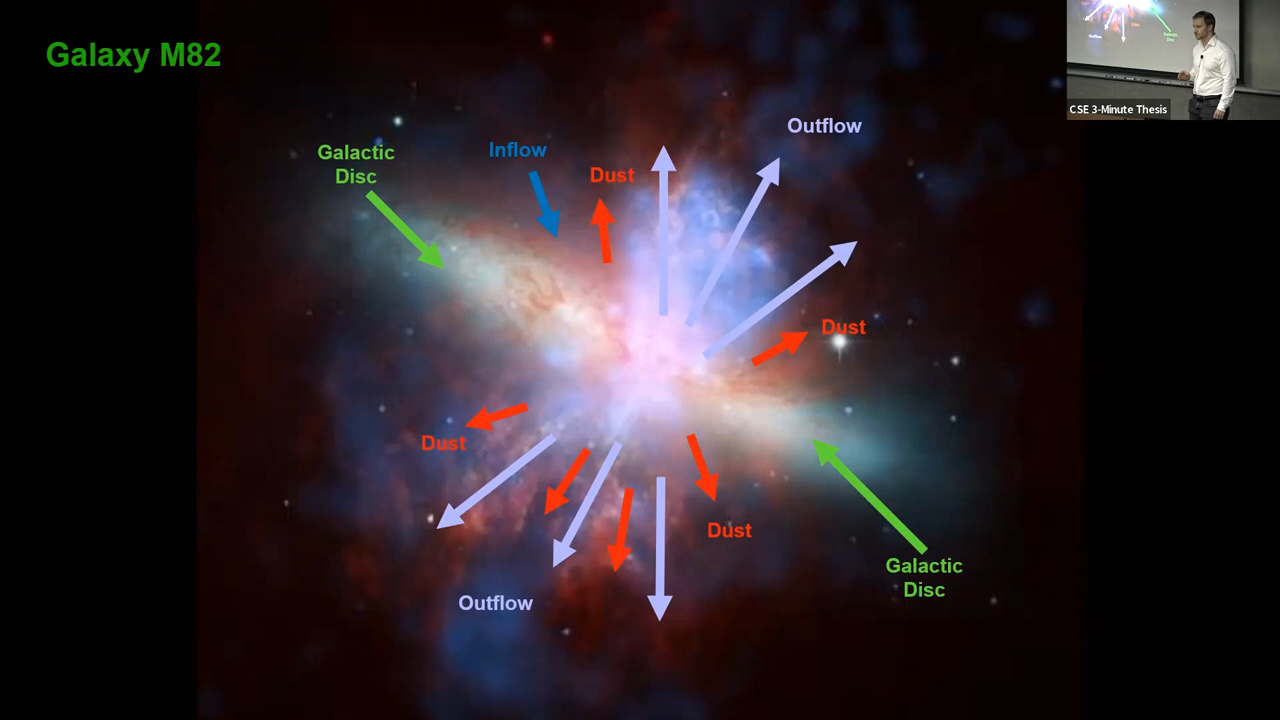 Galaxy M82
CSE 3-Minute Thesis
Outflow
Galactic
Disc
Inflow
Dust
Dust
Dust
Dust
Galactic
Disc
Outflow